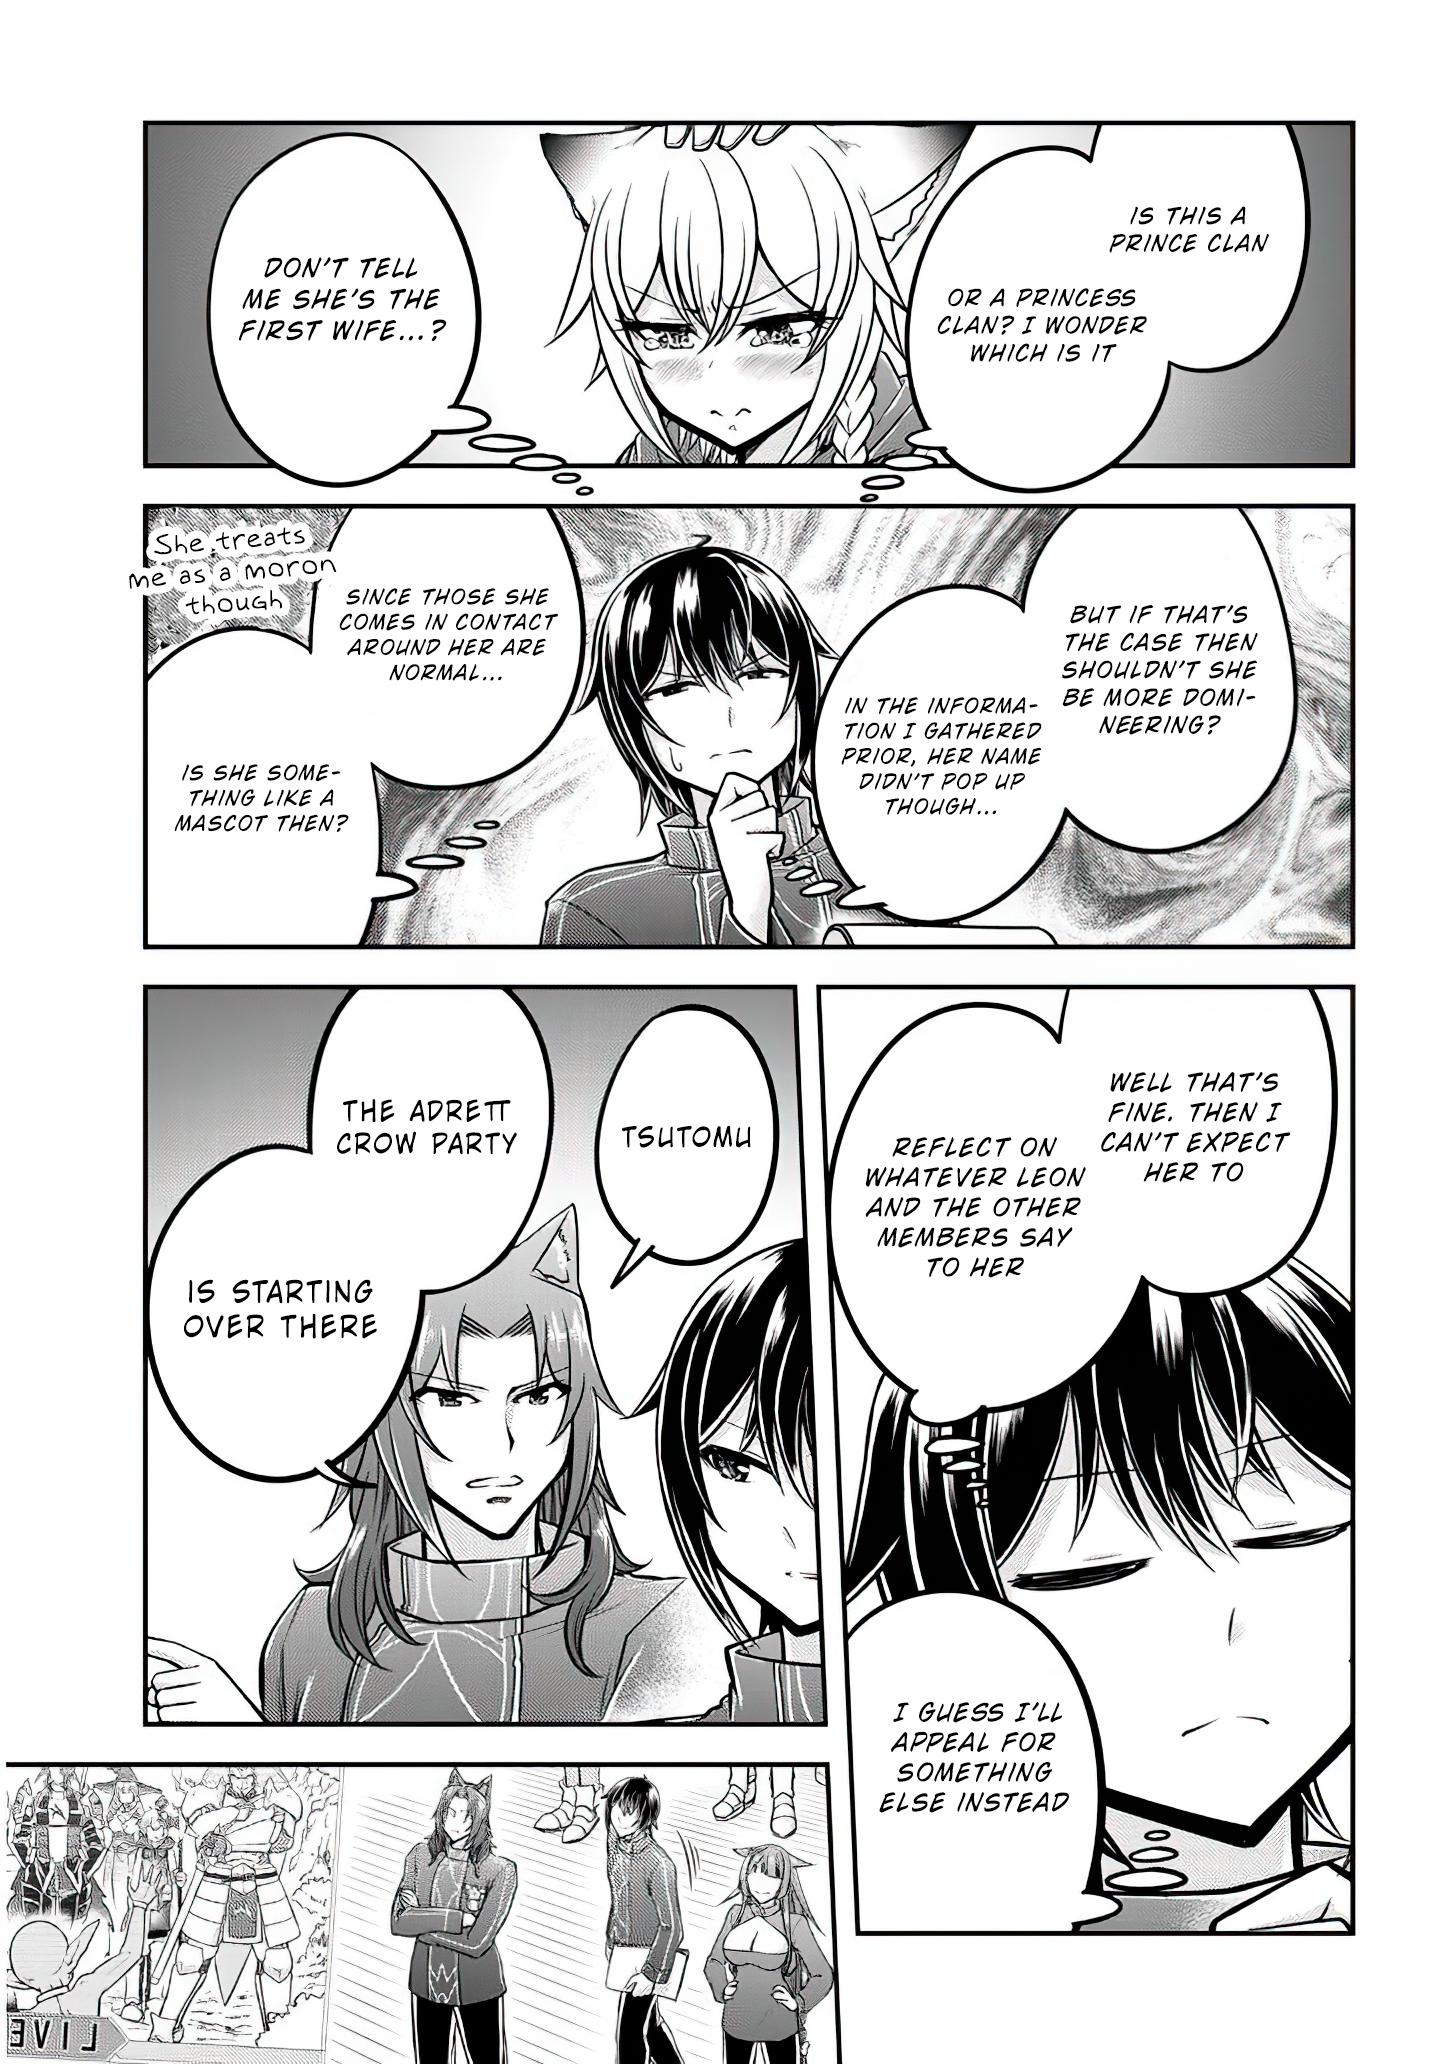 IS THIS A
PRINCE CLAN
OR A PRINCESS
CLAN? I WONDER
WHICH IS IT
DON'T TELL
ME SHE'S THE
FIRST WIFE...?
BUT IF THAT'S
THE CASE THEN
SHOULDN'T SHE
BE MORE DOMI-
NEERING?
IN THE INFORMA-
TION I GATHERED
PRIOR, HER NAME
DIDN'T POP UP
THOUGH...
SINCE THOSE SHE
COMES IN CONTACT
AROUND HER ARE
NORMAL...
She treats
me as a moron
though
IS SHE SOME-
THING LIKE A
MASCOT THEN?
WELL THAT'S
FINE. THEN I
CAN'T EXPECT
HER TO
REFLECT ON
WHATEVER LEON
AND THE OTHER
MEMBERS SAY
TO HER
I GUESS I'LL
APPEAL FOR
SOMETHING
ELSE INSTEAD
TSUTOMU
THE ADRETT
CROW PARTY
IS STARTING
OVER THERE
LIVE